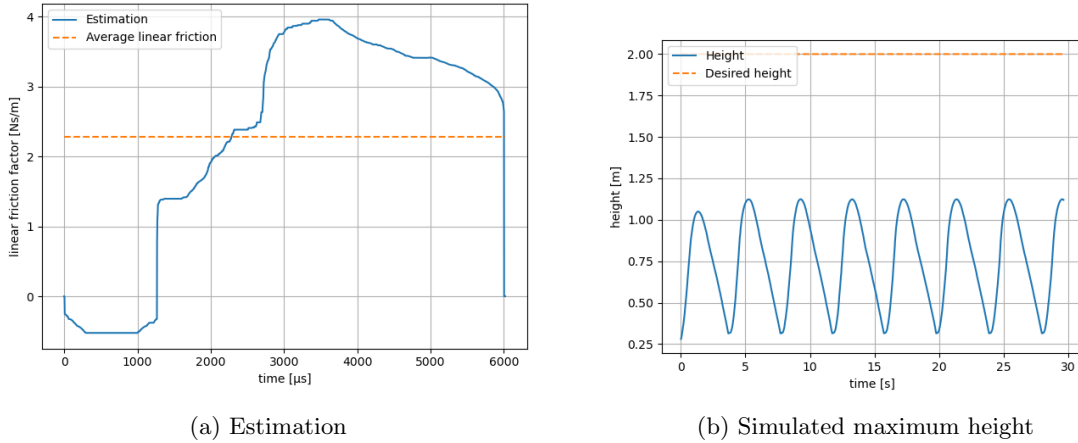 Estimation
Average linear friction
linear friction factor [Ns/m]
4
3
2
1
0
0 1000 2000 3000 4000 5000 6000
time [µs]
(a) Estimation
Height
Desired height
height [m]
2.00
1.75
1.50
1.25
1.00
0.75
0.50
0.25
0 5 10 15 20 25 30
time [s]
(b) Simulated maximum height